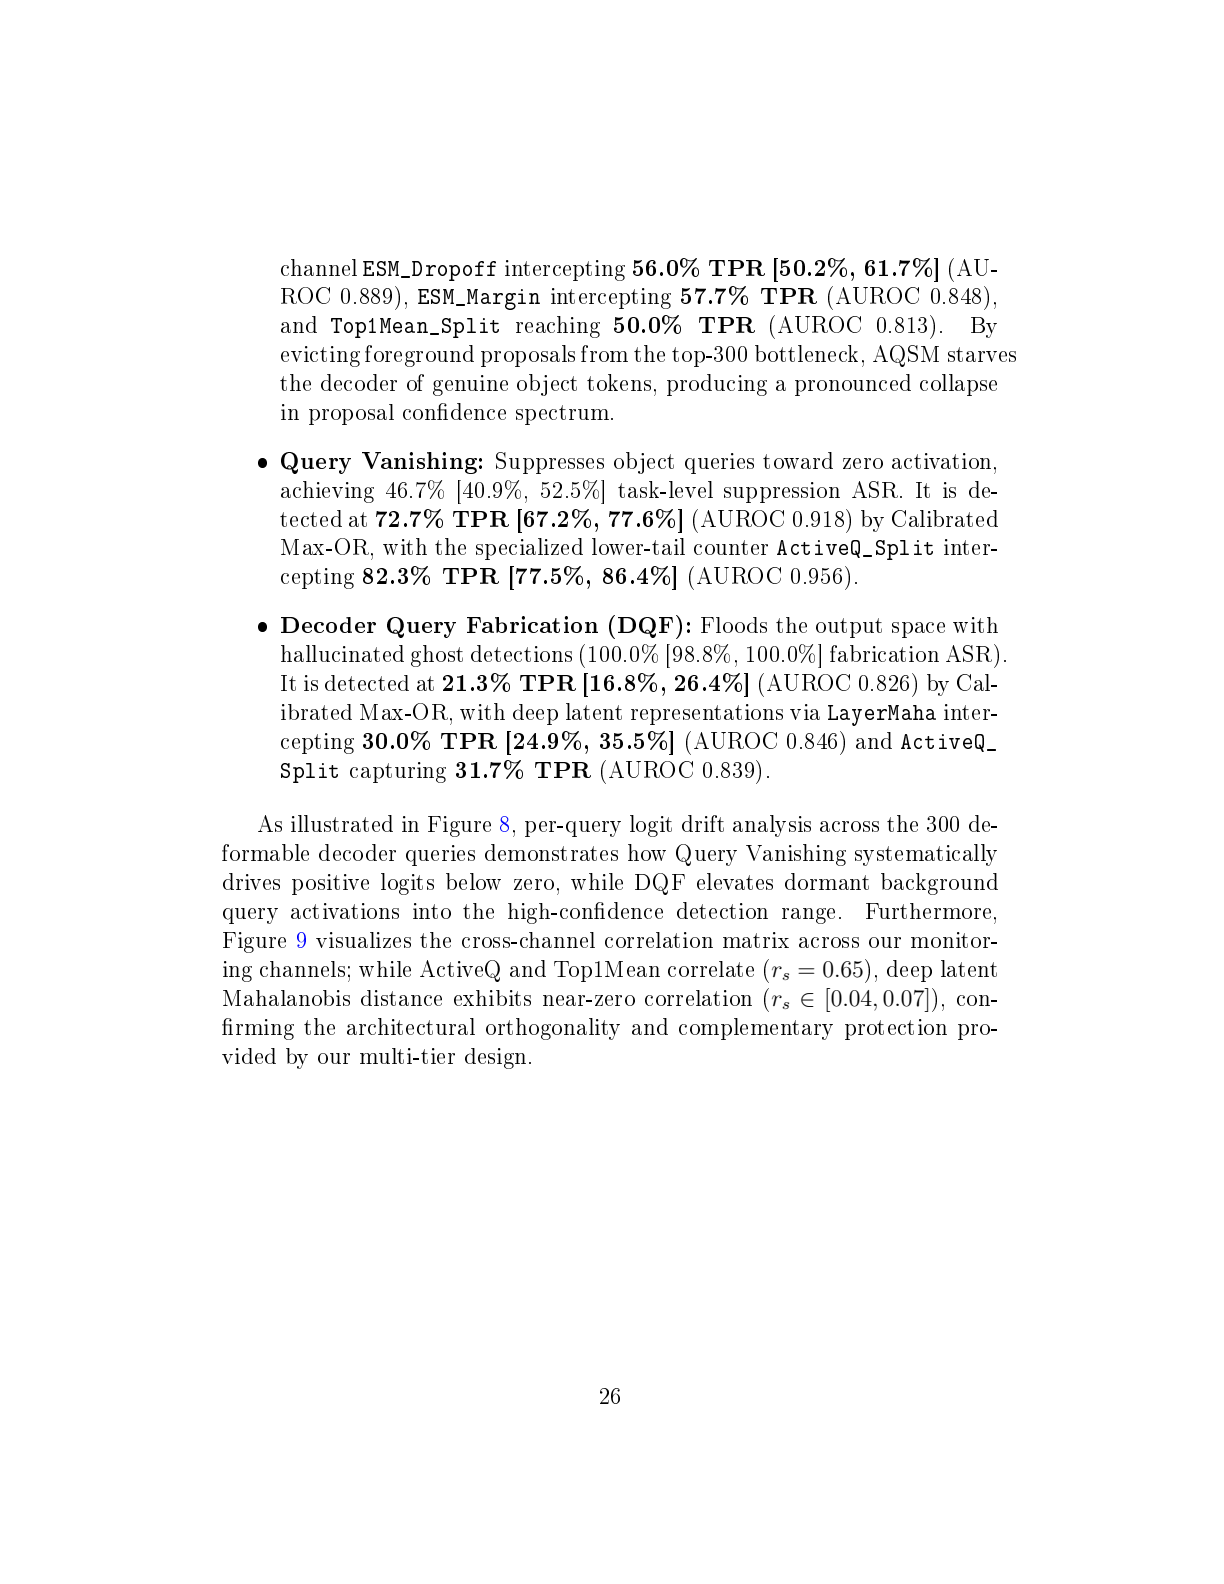 channel ESM_Dropoff intercepting 56.0% TPR [50.2%, 61.7%] (AU-
ROC 0.889), ESM_Margin intercepting 57.7% TPR (AUROC 0.848),
and Top1Mean_Split reaching 50.0% TPR (AUROC 0.813). By
evicting foreground proposals from the top-300 bottleneck, AQSM starves
the decoder of genuine object tokens, producing a pronounced collapse
in proposal confidence spectrum.
• Query Vanishing: Suppresses object queries toward zero activation,
achieving 46.7% [40.9%, 52.5%] task-level suppression ASR. It is de-
tected at 72.7% TPR [67.2%, 77.6%] (AUROC 0.918) by Calibrated
Max-OR, with the specialized lower-tail counter ActiveQ_Split inter-
cepting 82.3% TPR [77.5%, 86.4%] (AUROC 0.956).
• Decoder Query Fabrication (DQF): Floods the output space with
hallucinated ghost detections (100.0% [98.8%, 100.0%] fabrication ASR).
It is detected at 21.3% TPR [16.8%, 26.4%] (AUROC 0.826) by Cal-
ibrated Max-OR, with deep latent representations via LayerMaha inter-
cepting 30.0% TPR [24.9%, 35.5%] (AUROC 0.846) and ActiveQ_
Split capturing 31.7% TPR (AUROC 0.839).
As illustrated in Figure 8, per-query logit drift analysis across the 300 de-
formable decoder queries demonstrates how Query Vanishing systematically
drives positive logits below zero, while DQF elevates dormant background
query activations into the high-confidence detection range. Furthermore,
Figure 9 visualizes the cross-channel correlation matrix across our monitor-
ing channels; while ActiveQ and Top1Mean correlate (rₛ = 0.65), deep latent
Mahalanobis distance exhibits near-zero correlation (rₛ ∈ [0.04, 0.07]), con-
firming the architectural orthogonality and complementary protection pro-
vided by our multi-tier design.
26